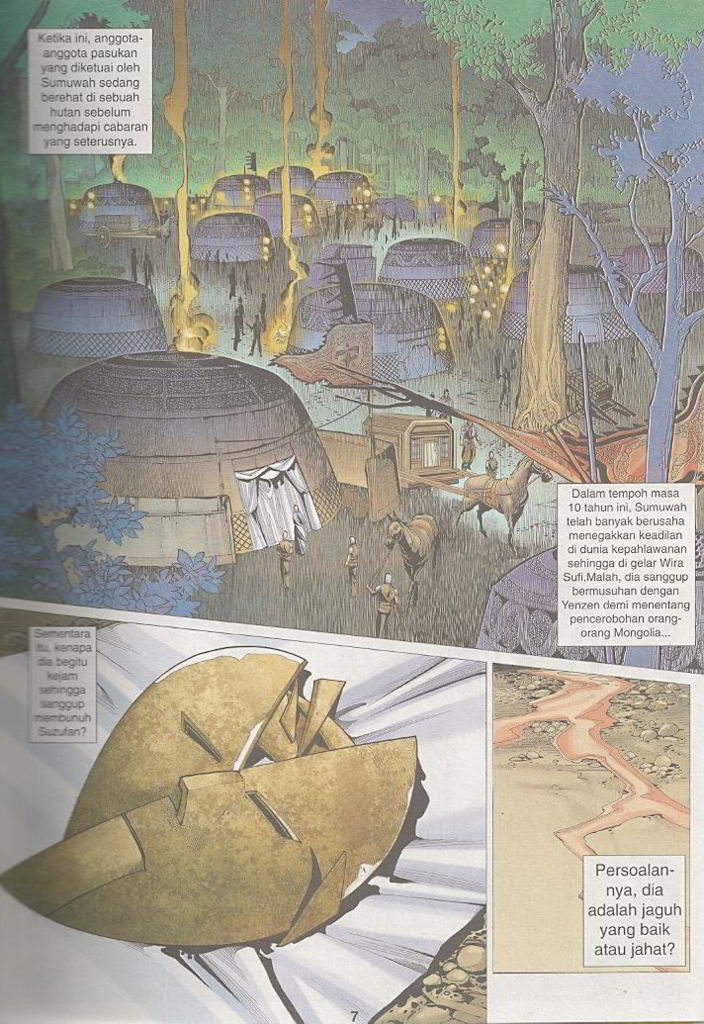 Ketika ini, anggota-
anggota pasukan
yang diketuai oleh
Sumuwah sedang
berehat di sebuah
hutan sebelum
menghadapi cabaran
yang seterusnya.
Dalam tempoh masa
10 tahun ini, Sumuwah
telah banyak berusaha
menegakkan keadilan
di dunia kepahlawanan
sehingga di gelar Wira
Sufi.Malah, dia sanggup
bermusuhan dengan
Yenzen demi menentang
pencerobohan orang-
orang Mongolia...
Sementara
itu, kenapa
dia begitu
kejam
sehingga
sanggup
membunuh
Suzufan?
Persoalan-
nya, dia
adalah jaguh
yang baik
atau jahat?
7